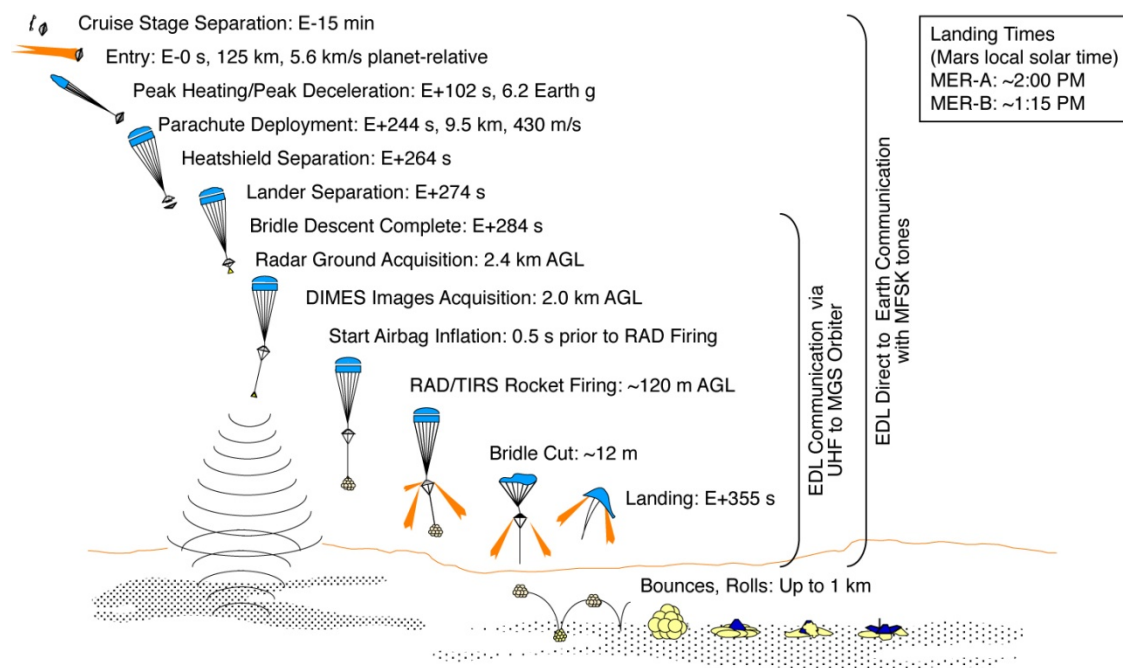 Cruise Stage Separation: E-15 min
Entry: E-0 s, 125 km, 5.6 km/s planet-relative
Peak Heating/Peak Deceleration: E+102 s, 6.2 Earth g
Parachute Deployment: E+244 s, 9.5 km, 430 m/s
Heatshield Separation: E+264 s
Lander Separation: E+274 s
Bridle Descent Complete: E+284 s
Radar Ground Acquisition: 2.4 km AGL
DIMES Images Acquisition: 2.0 km AGL
Start Airbag Inflation: 0.5 s prior to RAD Firing
RAD/TIRS Rocket Firing: ~120 m AGL
Bridle Cut: ~12 m
Landing: E+355 s
Bounces, Rolls: Up to 1 km
EDL Communication via
UHF to MGS Orbiter
EDL Direct to Earth Communication
with MFSK tones
Landing Times
(Mars local solar time)
MER-A: ~2:00 PM
MER-B: ~1:15 PM